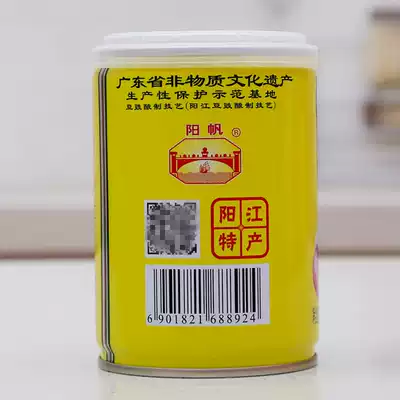 广东省非物质文化遗产
生产性保护示范基地
豆豉酿制技艺(阳江豆豉酿制技艺)
阳帆®
阳江
特产
6 901821 688924